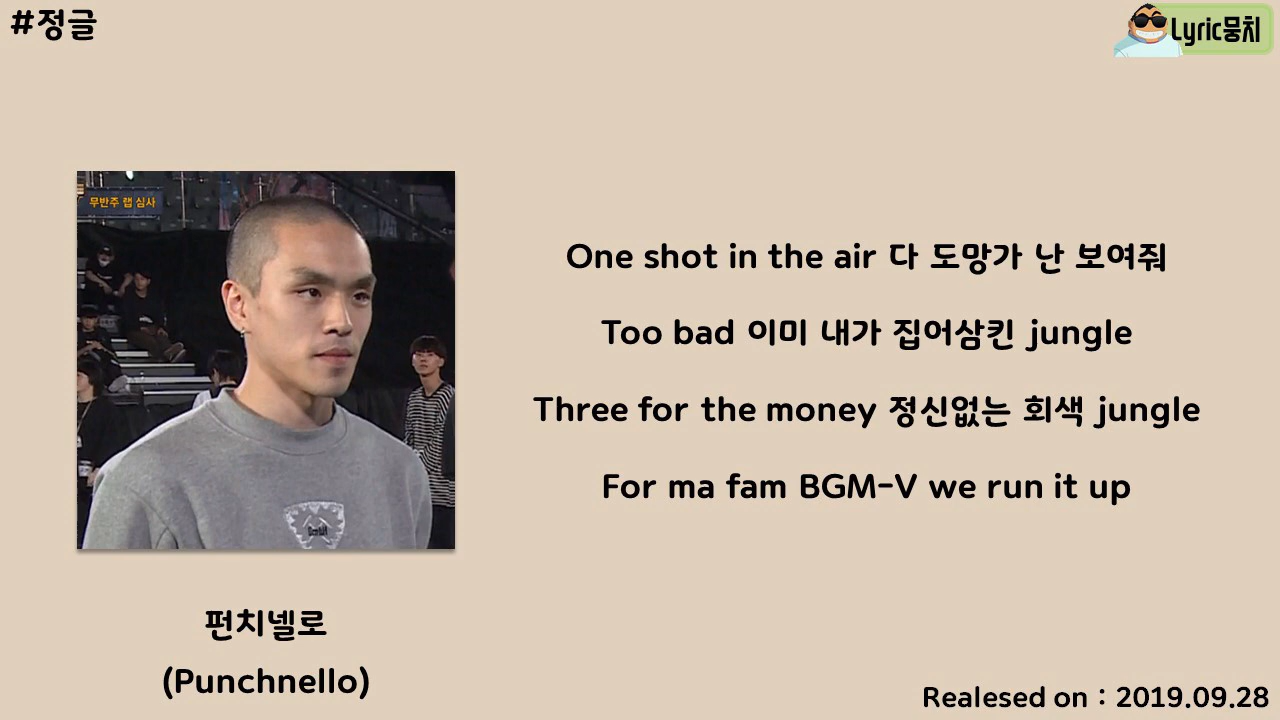 #정글
Lyric뭉치
무반주 랩 심사
One shot in the air 다 도망가 난 보여줘
Too bad 이미 내가 집어삼킨 jungle
Three for the money 정신없는 회색 jungle
For ma fam BGM-V we run it up
펀치넬로
(Punchnello)
Realesed on : 2019.09.28